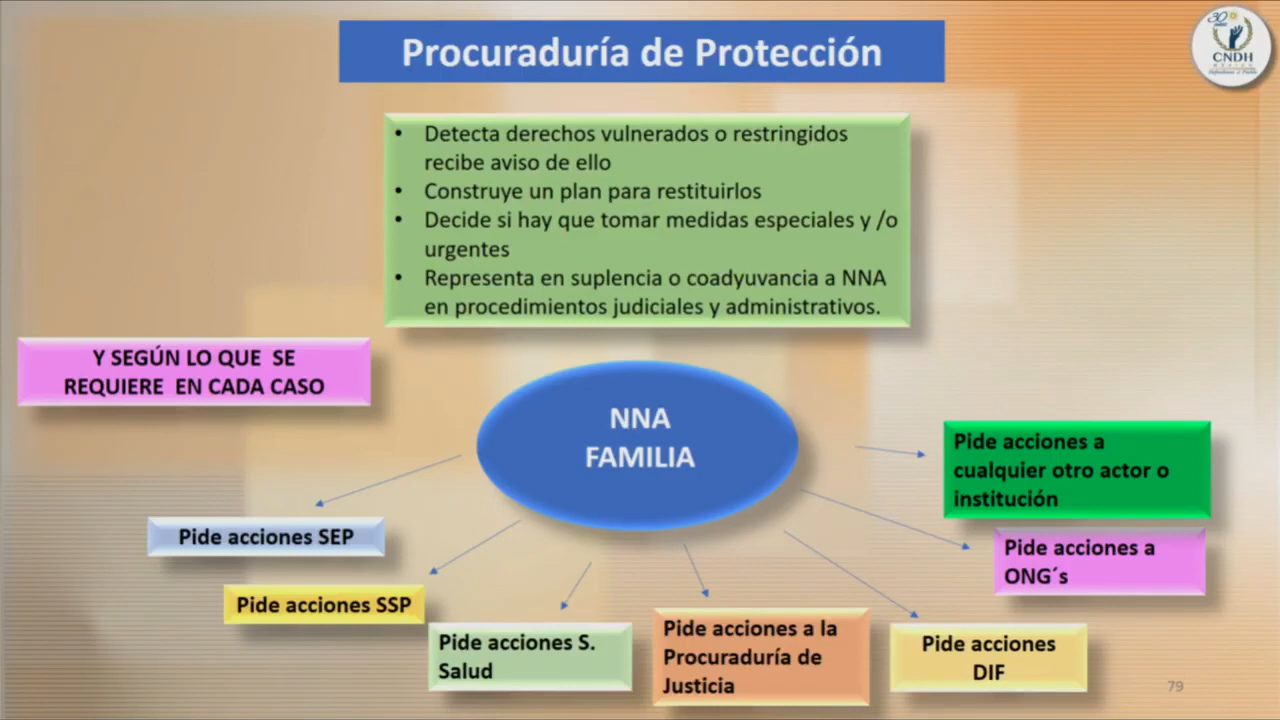 Procuraduría de Protección
30
CNDH
MÉXICO
• Detecta derechos vulnerados o restringidos
recibe aviso de ello
• Construye un plan para restituirlos
• Decide si hay que tomar medidas especiales y /o
urgentes
• Representa en suplencia o coadyuvancia a NNA
en procedimientos judiciales y administrativos.
Y SEGÚN LO QUE SE
REQUIERE EN CADA CASO
NNA
FAMILIA
Pide acciones a
cualquier otro actor o
institución
Pide acciones SEP
Pide acciones a
ONG´s
Pide acciones SSP
Pide acciones S.
Salud
Pide acciones a la
Procuraduría de
Justicia
Pide acciones
DIF
79